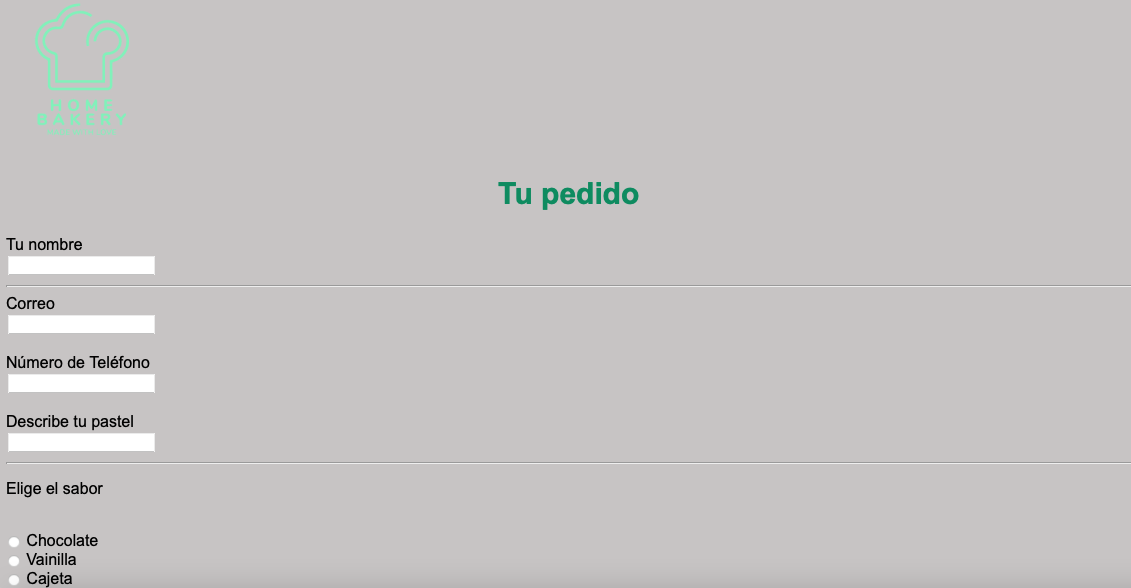 HOME
BAKERY
Tu pedido
Tu nombre
Correo
Número de Teléfono
Describe tu pastel
Elige el sabor
Chocolate
Vainilla
Cajeta